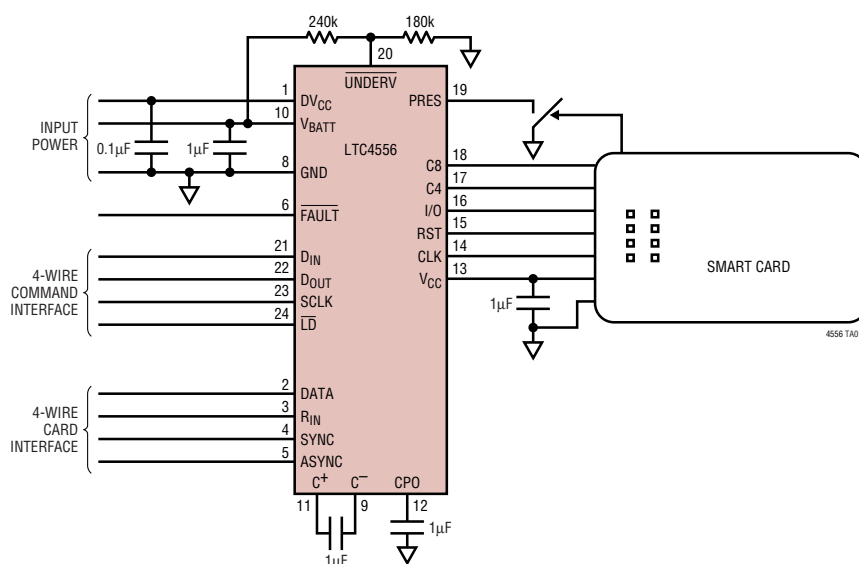 240k
180k
20
UNDERV
1
DVCC
PRES
19
10
VBATT
INPUT
POWER
0.1µF
1µF
8
GND
LTC4556
6
FAULT
C8
18
C4
17
I/O
16
RST
15
CLK
14
VCC
13
21
DIN
22
DOUT
23
SCLK
24
LD
4-WIRE
COMMAND
INTERFACE
1µF
SMART CARD
4556 TA0
2
DATA
3
RIN
4
SYNC
5
ASYNC
4-WIRE
CARD
INTERFACE
C+
C–
CPO
11
9
12
1µF
1µF